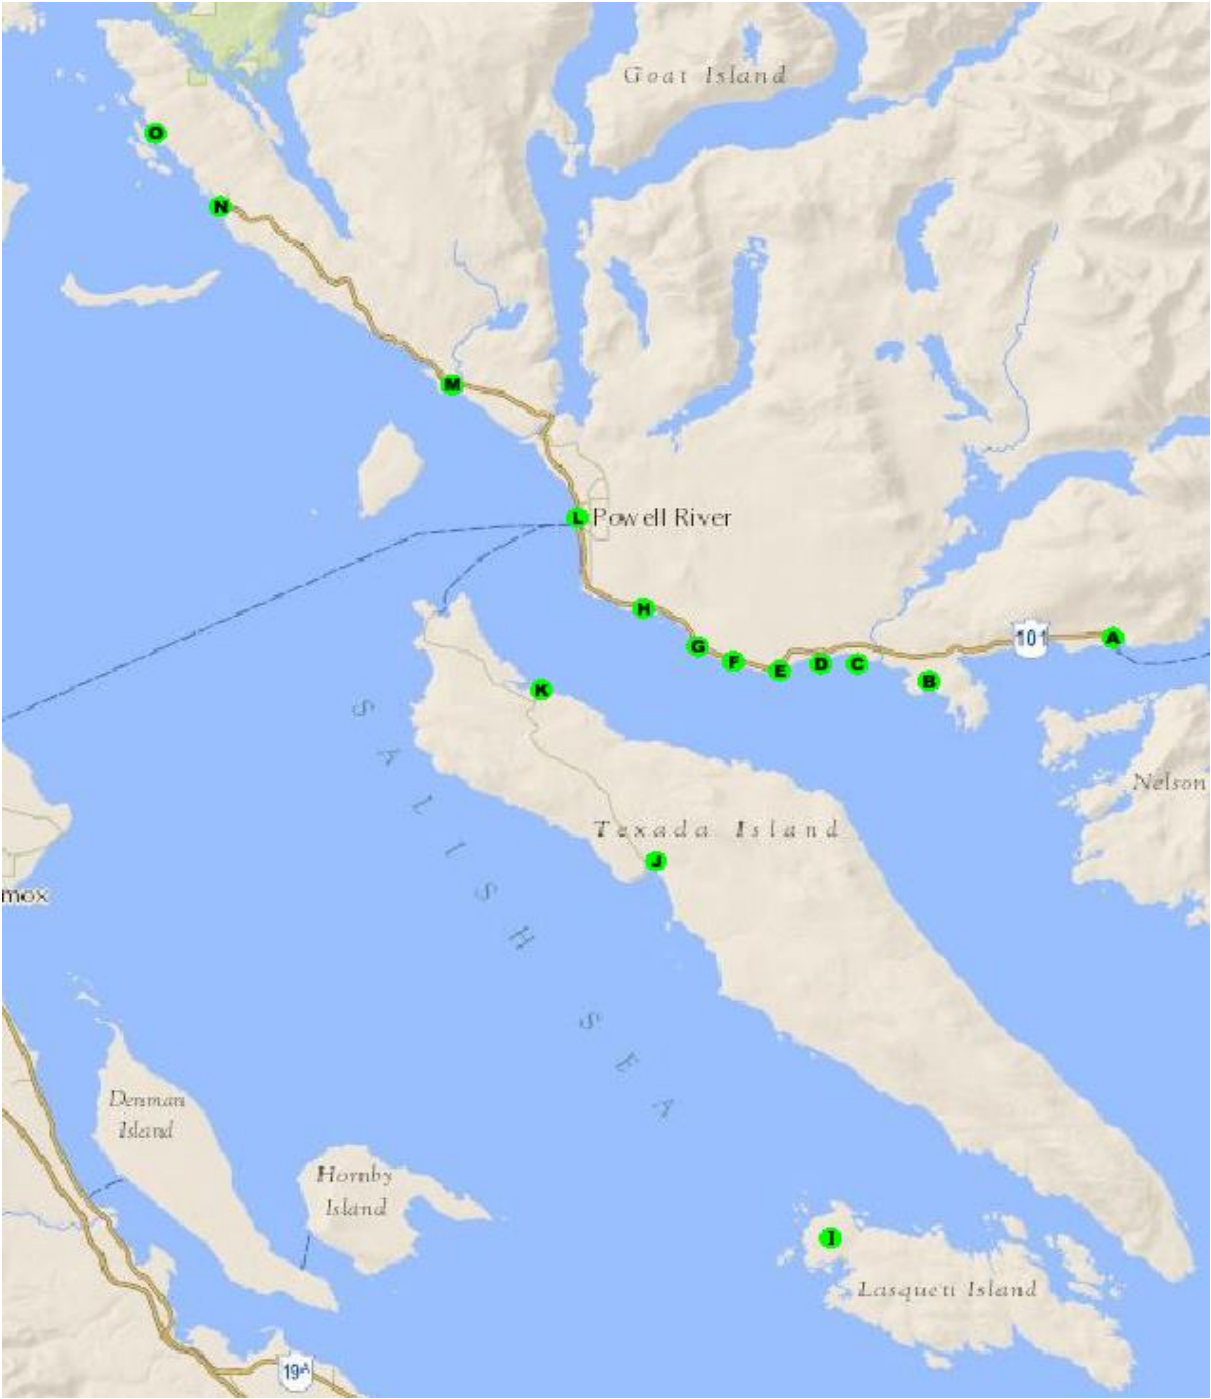 Goat Island
O
N
M
L Powell River
H
101
A
G
F
E
D
C
B
K
Nelson
Texada Island
J
SALISH SEA
mox
Denman
Island
Hornby
Island
I
Lasqueti Island
19A